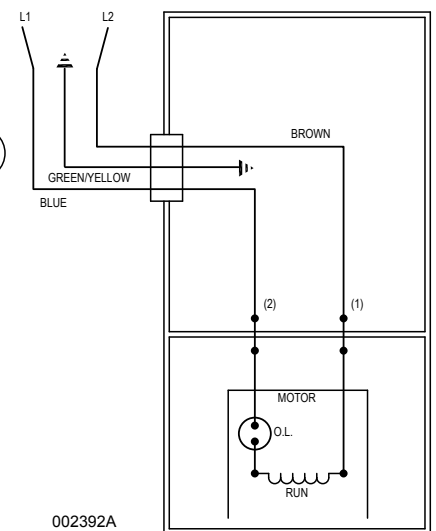 L1 L2
BROWN
GREEN/YELLOW
BLUE
(2) (1)
MOTOR
O.L.
RUN
002392A